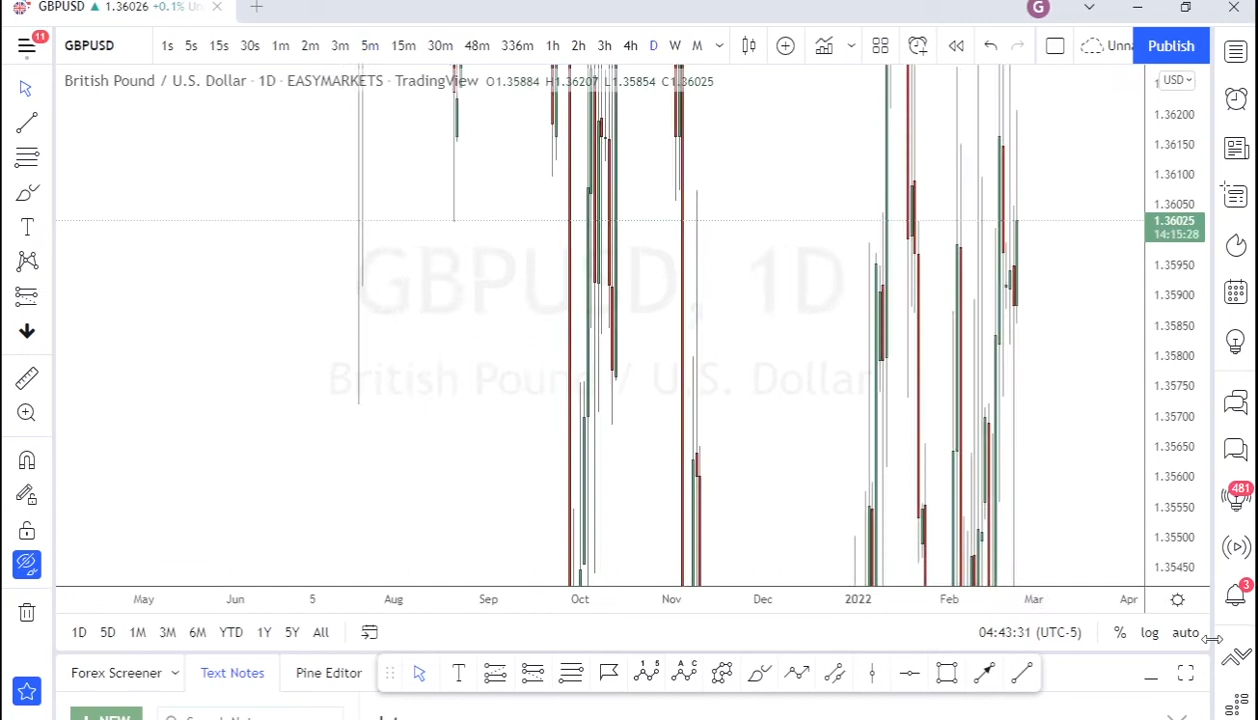 GBPUSD ▲ 1.36026 +0.1% Un
G
11
GBPUSD 1s 5s 15s 30s 1m 2m 3m 5m 15m 30m 1h 48m 336m 2h 3h 4h D W M Unna Publish
British Pound / U.S. Dollar · 1D · EASYMARKETS · TradingView O1.35884 H1.36207 L1.35854 C1.36025
USD
1.36200
1.36150
1.36100
1.36050
1.36025
14:15:28
1.35950
1.35900
1.35850
1.35800
1.35750
1.35700
1.35650
1.35600
1.35550
1.35500
1.35450
GBPUSD, 1D
British Pound / U.S. Dollar
481
3
May Jun 5 Aug Sep Oct Nov Dec 2022 Feb Mar Apr
1D 5D 1M 3M 6M YTD 1Y 5Y All 04:43:31 (UTC-5) % log auto
Forex Screener Text Notes Pine Editor
+ NEW Search Notes